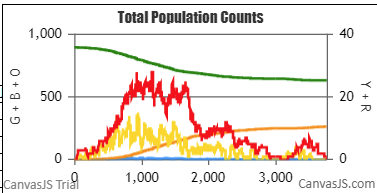 Total Population Counts
1,000
40
500
20
0
0
1,000
2,000
3,000
G + B + O
Y + R
CanvasJS Trial
CanvasJS.com